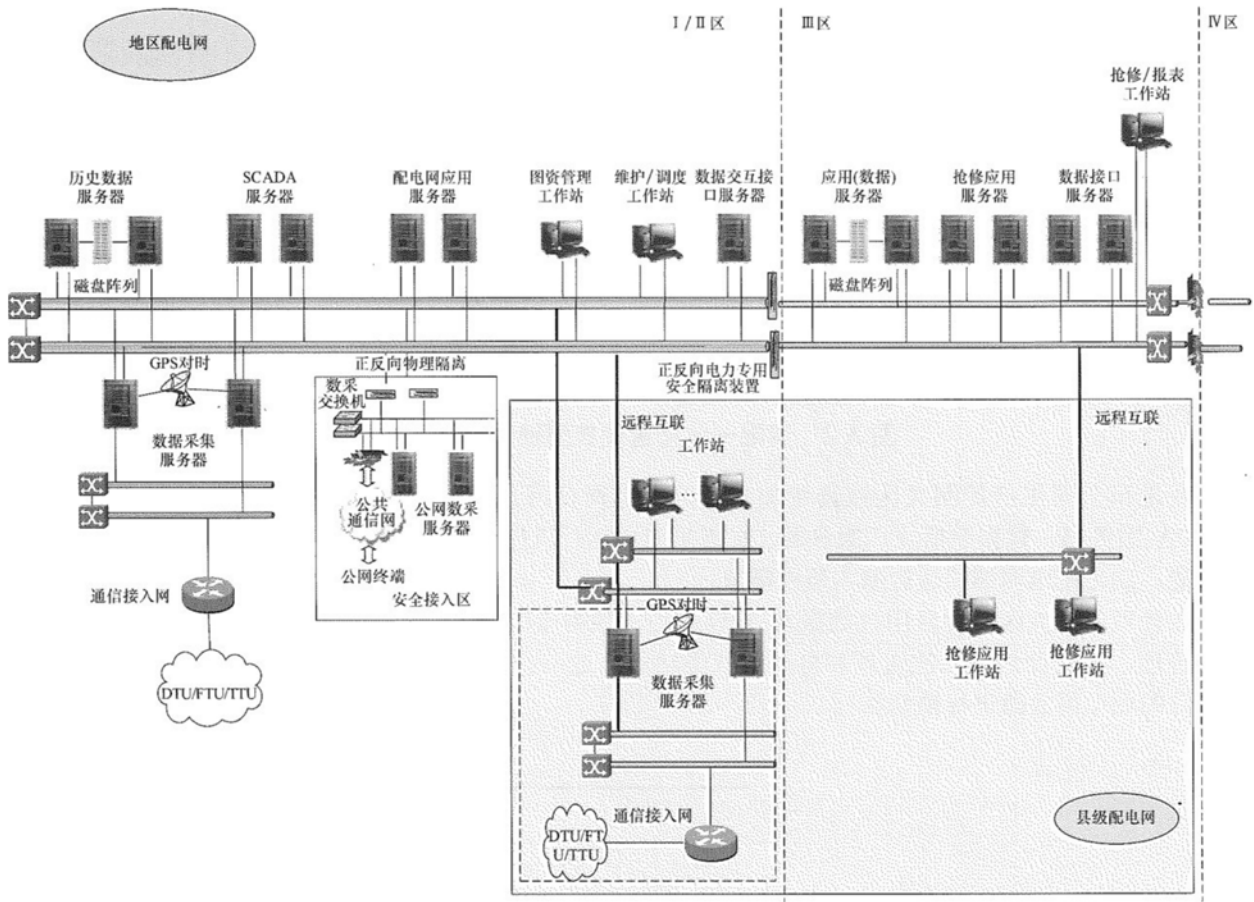 地区配电网
I/II区
III区
IV区
抢修/报表
工作站
历史数据
服务器
SCADA
服务器
配电网应用
服务器
图资管理
工作站
维护/调度
工作站
数据交互接
口服务器
应用(数据)
服务器
抢修应用
服务器
数据接口
服务器
磁盘阵列
磁盘阵列
GPS对时
正反向物理隔离
正反向电力专用
安全隔离装置
数采
交换机
数据采集
服务器
远程互联
工作站
...
远程互联
公共
通信网
公网数采
服务器
公网终端
安全接入区
通信接入网
DTU/FTU/TTU
GPS对时
数据采集
服务器
抢修应用
工作站
抢修应用
工作站
通信接入网
DTU/FT
U/TTU
县级配电网